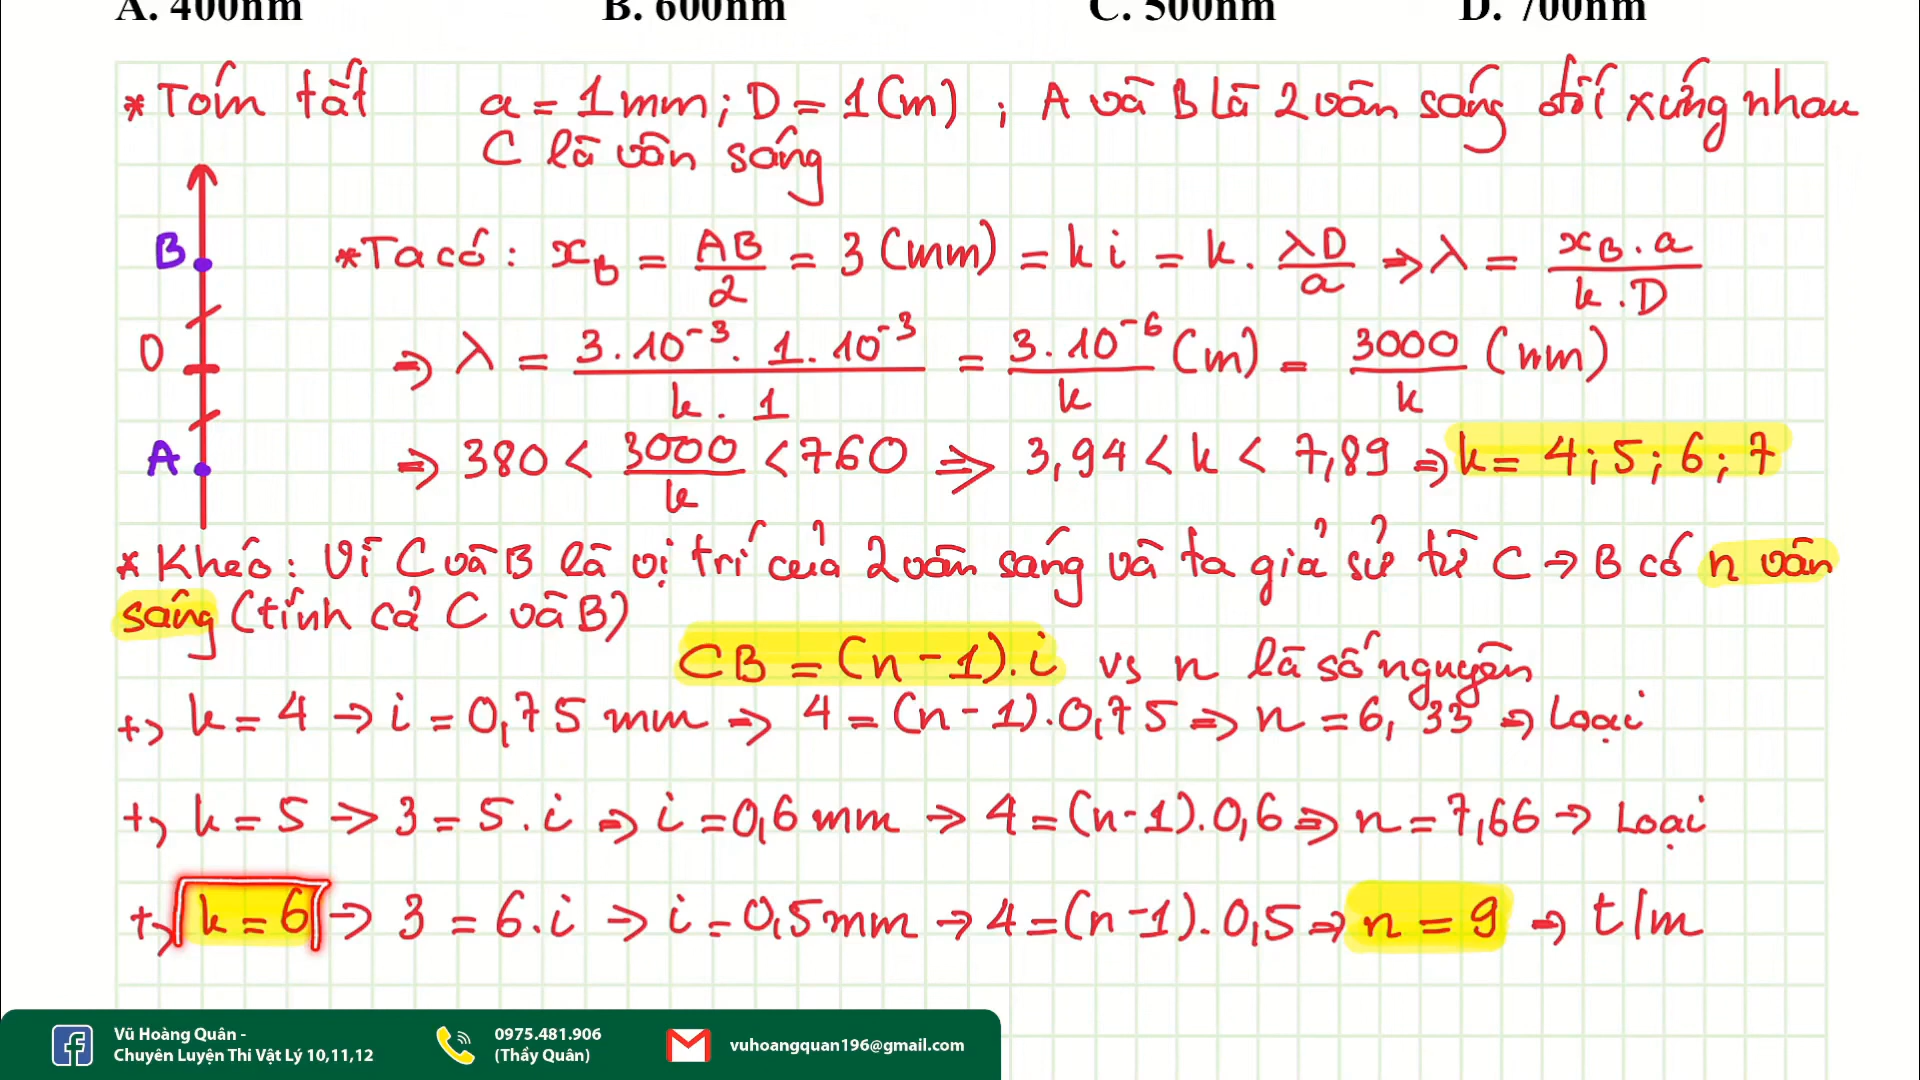 A. 400nm B. 600nm C. 500nm D. 700nm
* Tóm tắt a = 1mm ; D = 1(m) ; A và B là 2 vân sáng đối xứng nhau
C là vân sáng
B
* Ta có : x_B = AB/2 = 3 (mm) = k i = k . λD/a => λ = x_B . a / k . D
O
=> λ = 3.10⁻³ . 1.10⁻³ / k . 1 = 3.10⁻⁶ / k (m) = 3000 / k (nm)
A
=> 380 < 3000 / k < 760 => 3,94 < k < 7,89 => k = 4 ; 5 ; 6 ; 7
* Khéo : Vì C và B là vị trí của 2 vân sáng và ta giả sử từ C → B có n vân
sáng (tính cả C và B)
CB = (n - 1) . i vs n là số nguyên
+> k = 4 → i = 0,75 mm => 4 = (n - 1) . 0,75 => n = 6,33 => Loại
+> k = 5 → 3 = 5 . i => i = 0,6 mm → 4 = (n - 1) . 0,6 => n = 7,66 → Loại
+> k = 6 → 3 = 6 . i => i = 0,5mm → 4 = (n - 1) . 0,5 => n = 9 => t/m
Vũ Hoàng Quân -
Chuyên Luyện Thi Vật Lý 10,11,12
0975.481.906
(Thầy Quân)
vuhoangquan196@gmail.com